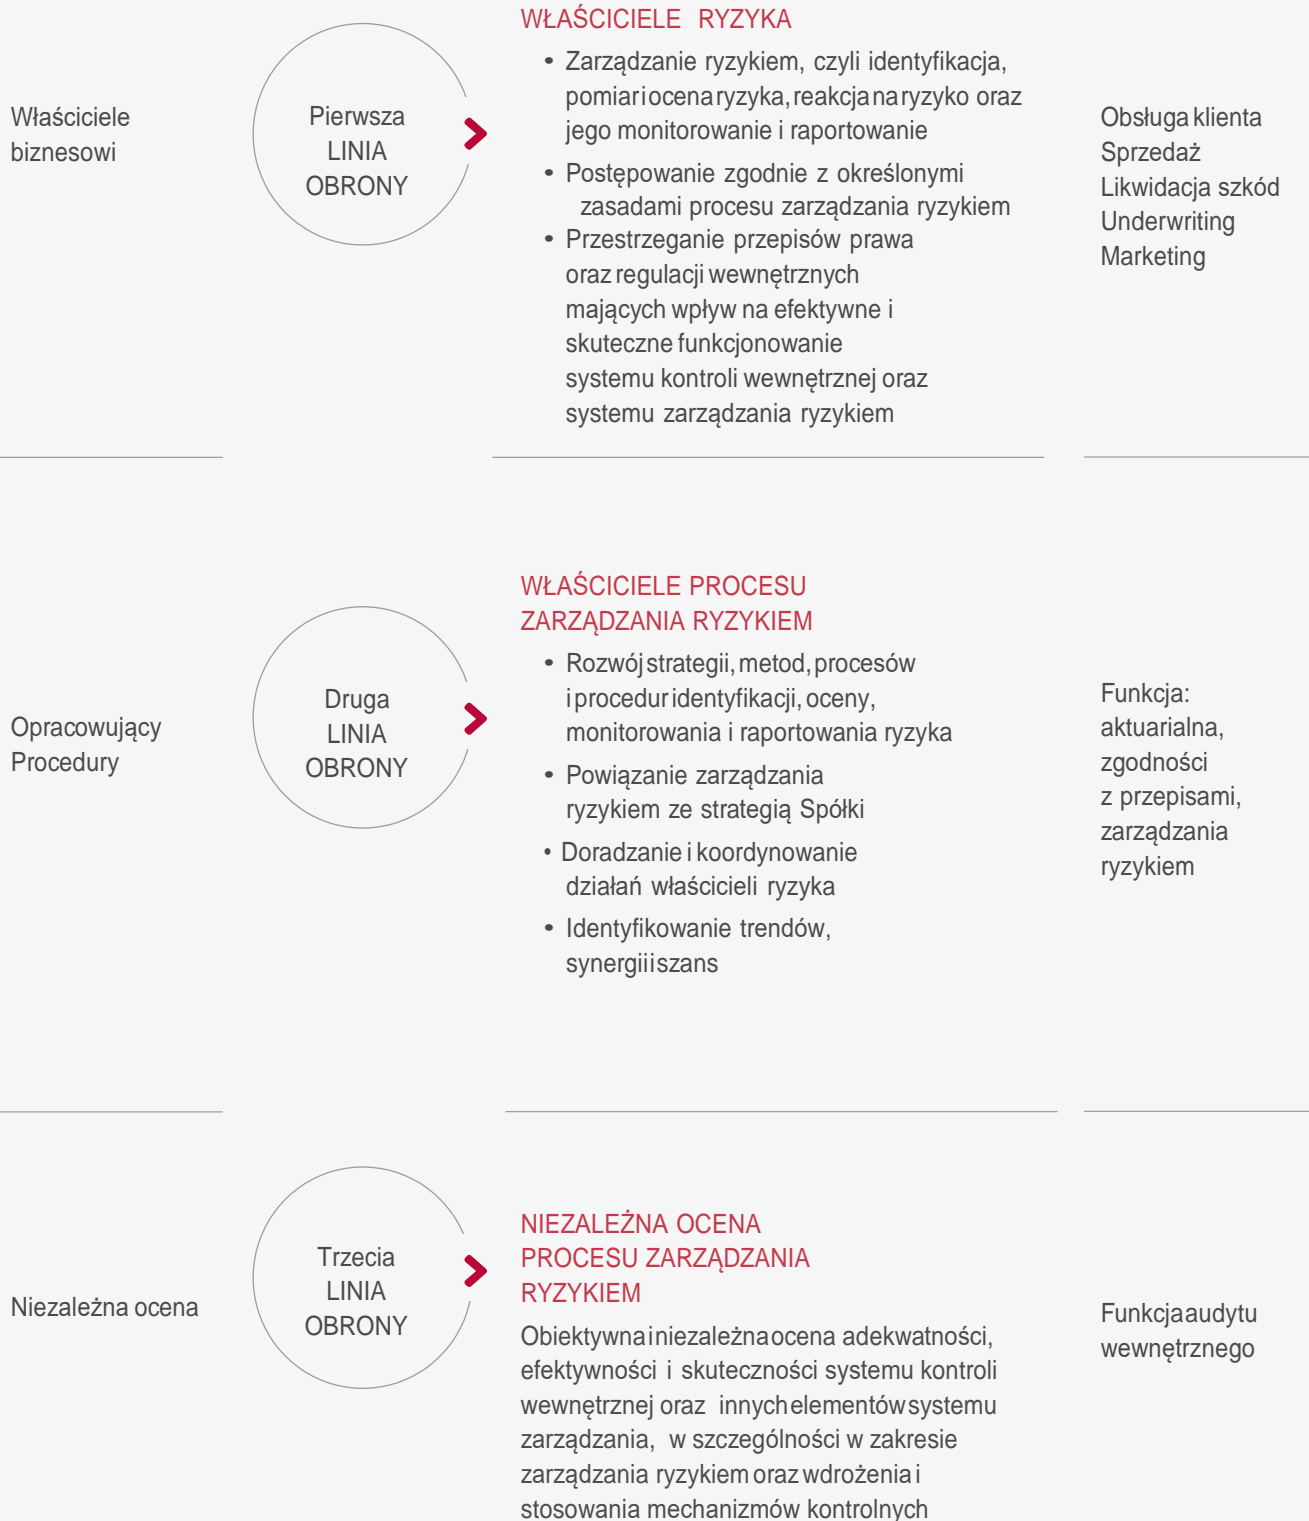 Właściciele
biznesowi
Pierwsza
LINIA
OBRONY
WŁAŚCICIELE RYZYKA
• Zarządzanie ryzykiem, czyli identyfikacja,
pomiar i ocena ryzyka, reakcja na ryzyko oraz
jego monitorowanie i raportowanie
• Postępowanie zgodnie z określonymi
zasadami procesu zarządzania ryzykiem
• Przestrzeganie przepisów prawa
oraz regulacji wewnętrznych
mających wpływ na efektywne i
skuteczne funkcjonowanie
systemu kontroli wewnętrznej oraz
systemu zarządzania ryzykiem
Obsługa klienta
Sprzedaż
Likwidacja szkód
Underwriting
Marketing
Opracowujący
Procedury
Druga
LINIA
OBRONY
WŁAŚCICIELE PROCESU
ZARZĄDZANIA RYZYKIEM
• Rozwój strategii, metod, procesów
i procedur identyfikacji, oceny,
monitorowania i raportowania ryzyka
• Powiązanie zarządzania
ryzykiem ze strategią Spółki
• Doradzanie i koordynowanie
działań właścicieli ryzyka
• Identyfikowanie trendów,
synergii i szans
Funkcja:
aktuarialna,
zgodności
z przepisami,
zarządzania
ryzykiem
Niezależna ocena
Trzecia
LINIA
OBRONY
NIEZALEŻNA OCENA
PROCESU ZARZĄDZANIA
RYZYKIEM
Obiektywna i niezależna ocena adekwatności,
efektywności i skuteczności systemu kontroli
wewnętrznej oraz innych elementów systemu
zarządzania, w szczególności w zakresie
zarządzania ryzykiem oraz wdrożenia i
stosowania mechanizmów kontrolnych
Funkcja audytu
wewnętrznego